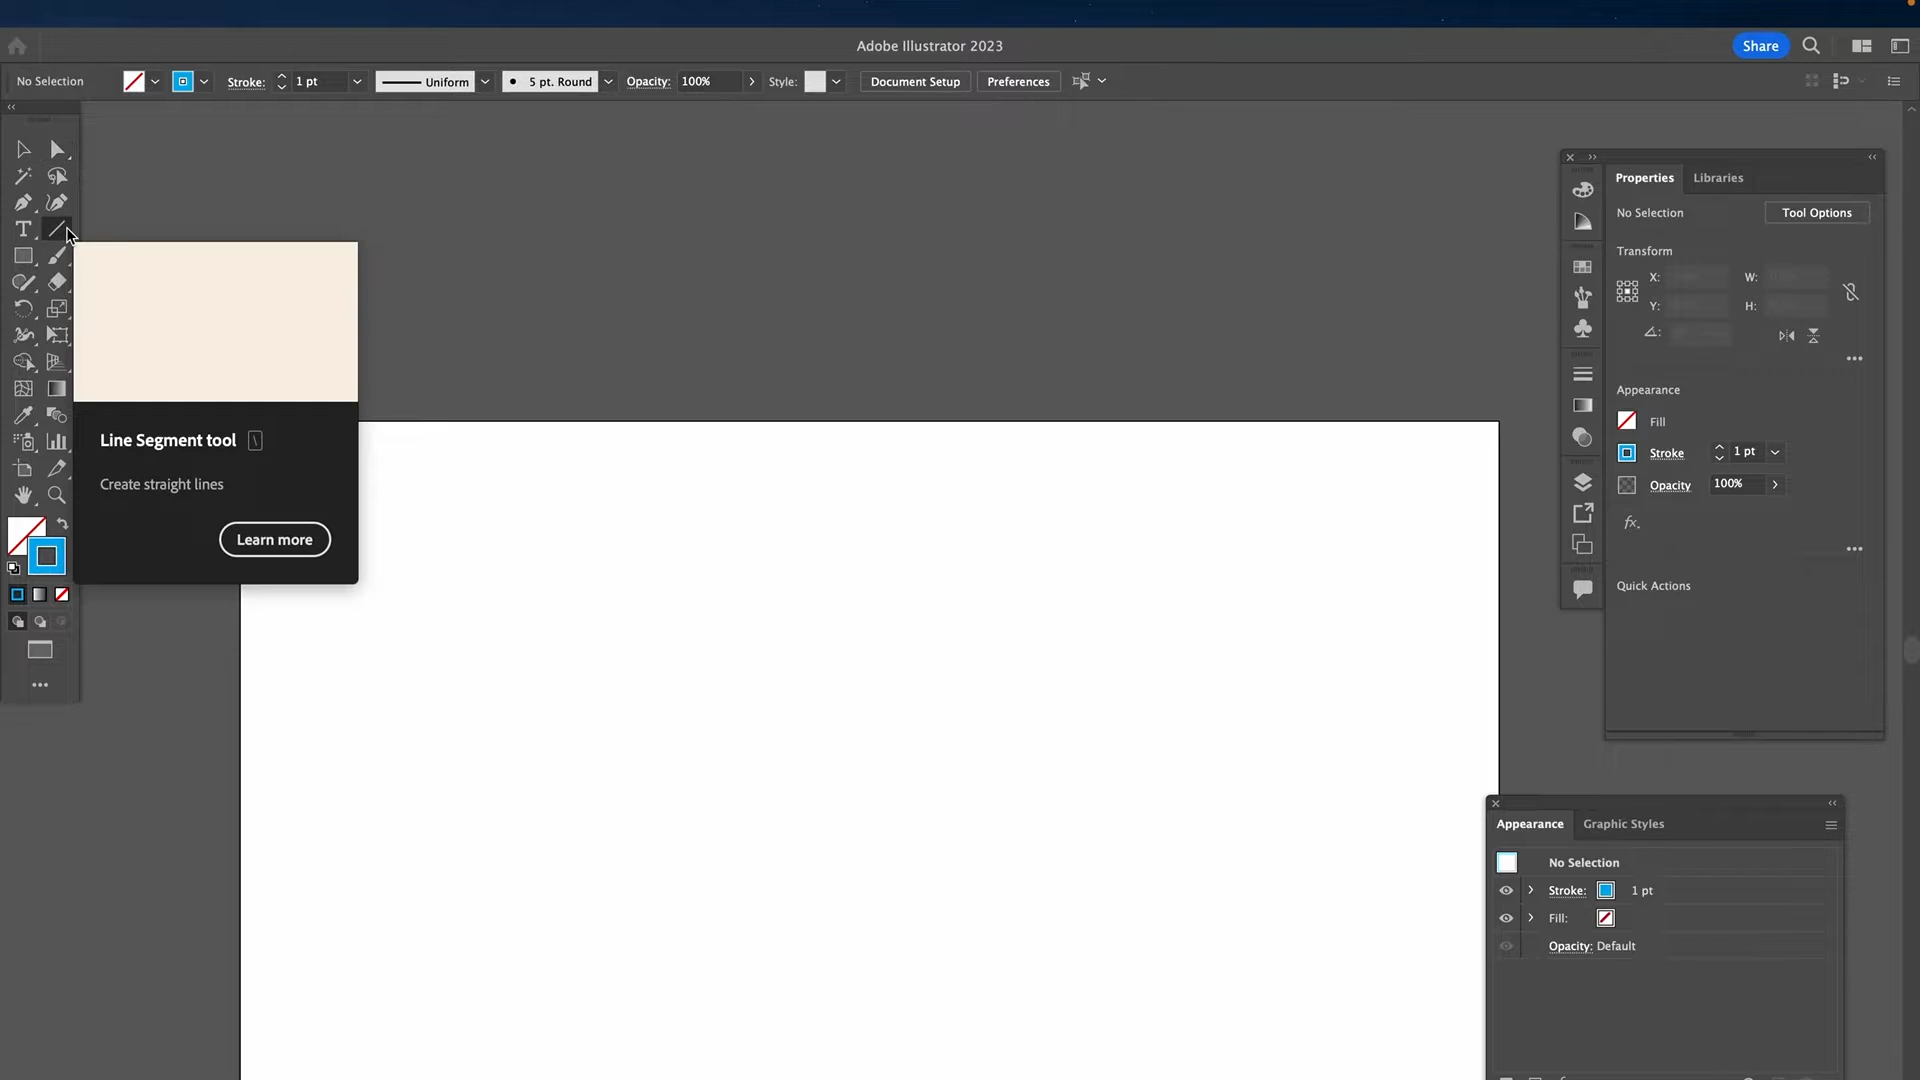 Adobe Illustrator 2023
Share
No Selection
Stroke:
1 pt
Uniform
5 pt. Round
Opacity:
100%
Style:
Document Setup
Preferences
T
Line Segment tool
\
Create straight lines
Learn more
Properties
Libraries
No Selection
Tool Options
Transform
X:
W:
Y:
H:
Appearance
Fill
Stroke
1 pt
Opacity
100%
fx.
Quick Actions
Appearance
Graphic Styles
No Selection
Stroke:
1 pt
Fill:
Opacity: Default